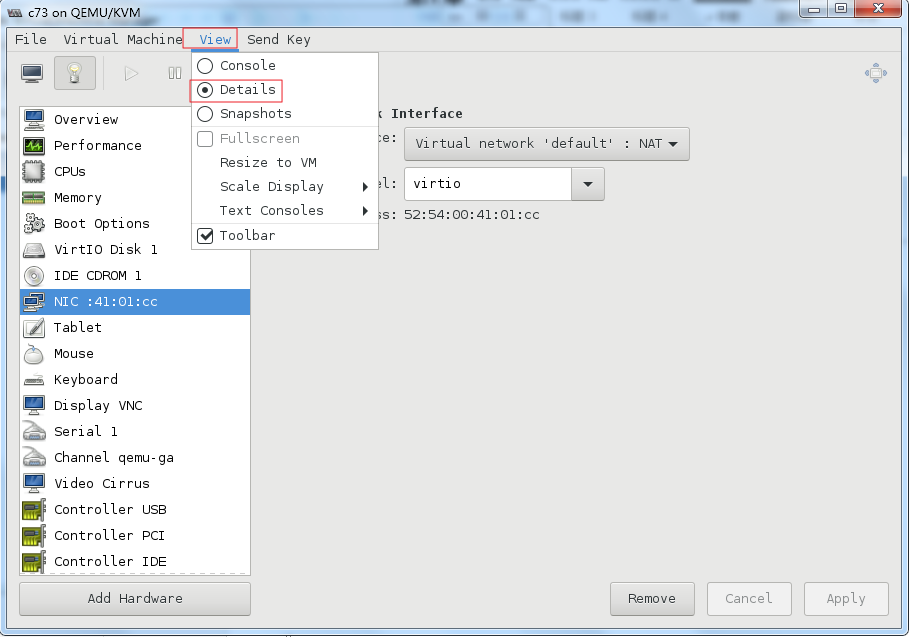 c73 on QEMU/KVM
File Virtual Machine View Send Key
Console
Details
Snapshots
Fullscreen
Resize to VM
Scale Display
Text Consoles
Toolbar
Overview
Performance
CPUs
Memory
Boot Options
VirtIO Disk 1
IDE CDROM 1
NIC :41:01:cc
Tablet
Mouse
Keyboard
Display VNC
Serial 1
Channel qemu-ga
Video Cirrus
Controller USB
Controller PCI
Controller IDE
Add Hardware
k Interface
ce: Virtual network 'default' : NAT
el: virtio
ss: 52:54:00:41:01:cc
Remove Cancel Apply